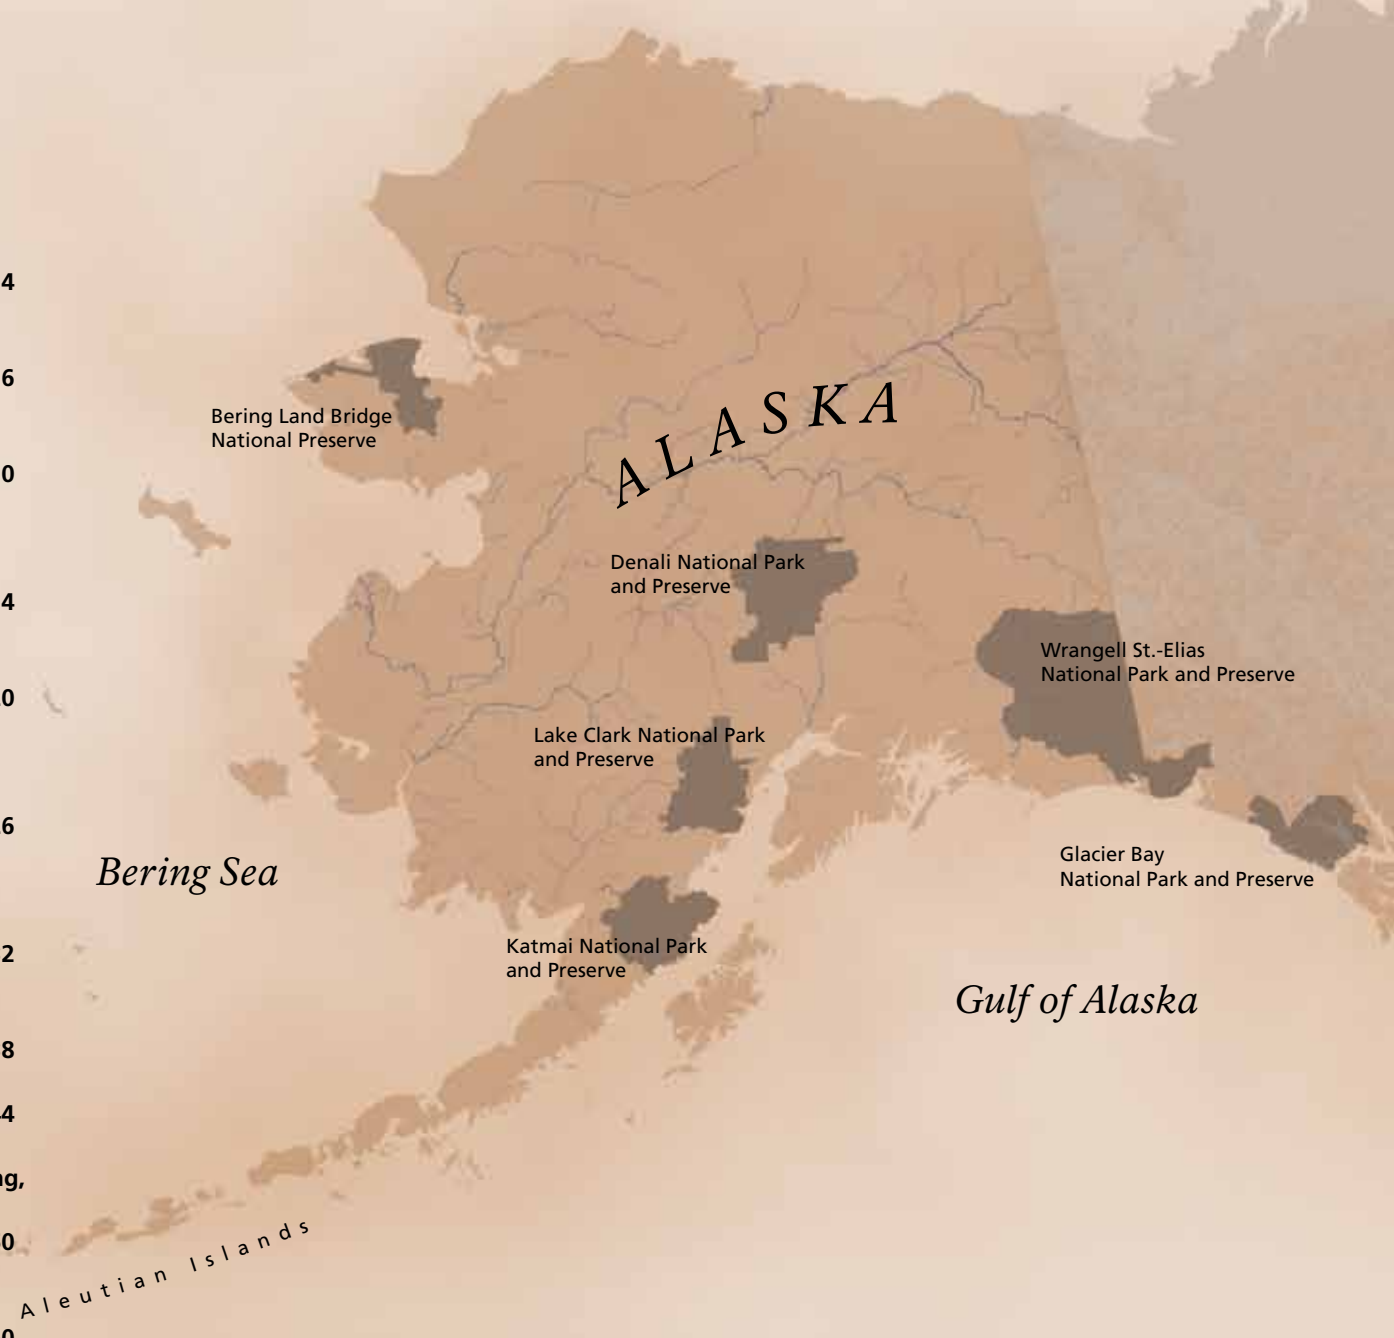 4
6
Bering Land Bridge
National Preserve
ALASKA
0
Denali National Park
and Preserve
4
Wrangell St.-Elias
National Park and Preserve
0
Lake Clark National Park
and Preserve
6
Bering Sea
Glacier Bay
National Park and Preserve
Katmai National Park
and Preserve
2
Gulf of Alaska
8
4
ng,
0
Aleutian Islands
0